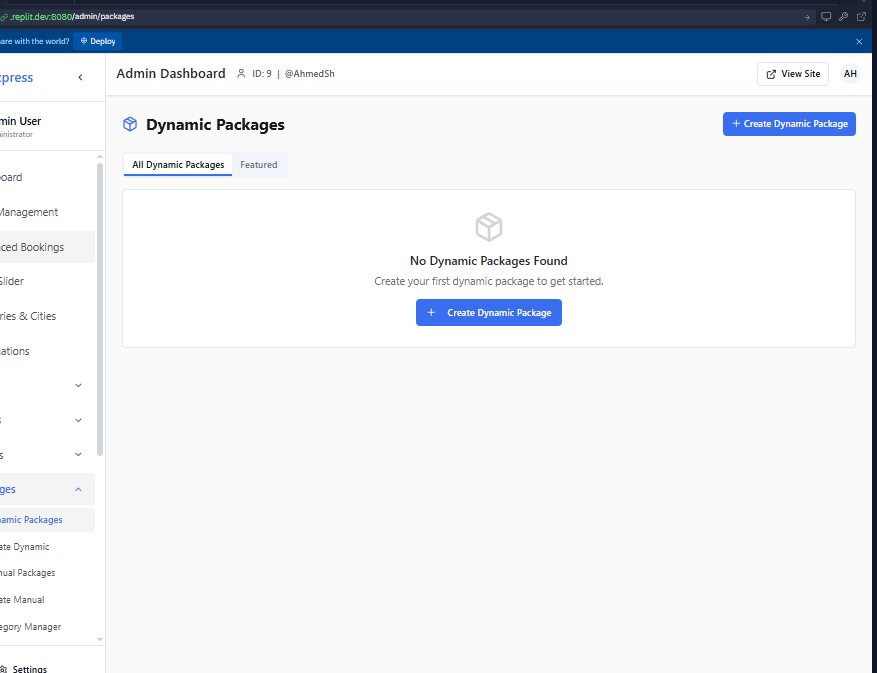 .replit.dev:8080/admin/packages
are with the world? Deploy
press
Admin Dashboard ID: 9 | @AhmedSh View Site AH
min User
inistrator
Dynamic Packages + Create Dynamic Package
All Dynamic Packages Featured
oard
Management
ced Bookings
Slider
ries & Cities
ations
No Dynamic Packages Found
Create your first dynamic package to get started.
+ Create Dynamic Package
s
s
ges
namic Packages
ate Dynamic
nual Packages
ate Manual
egory Manager
Settings